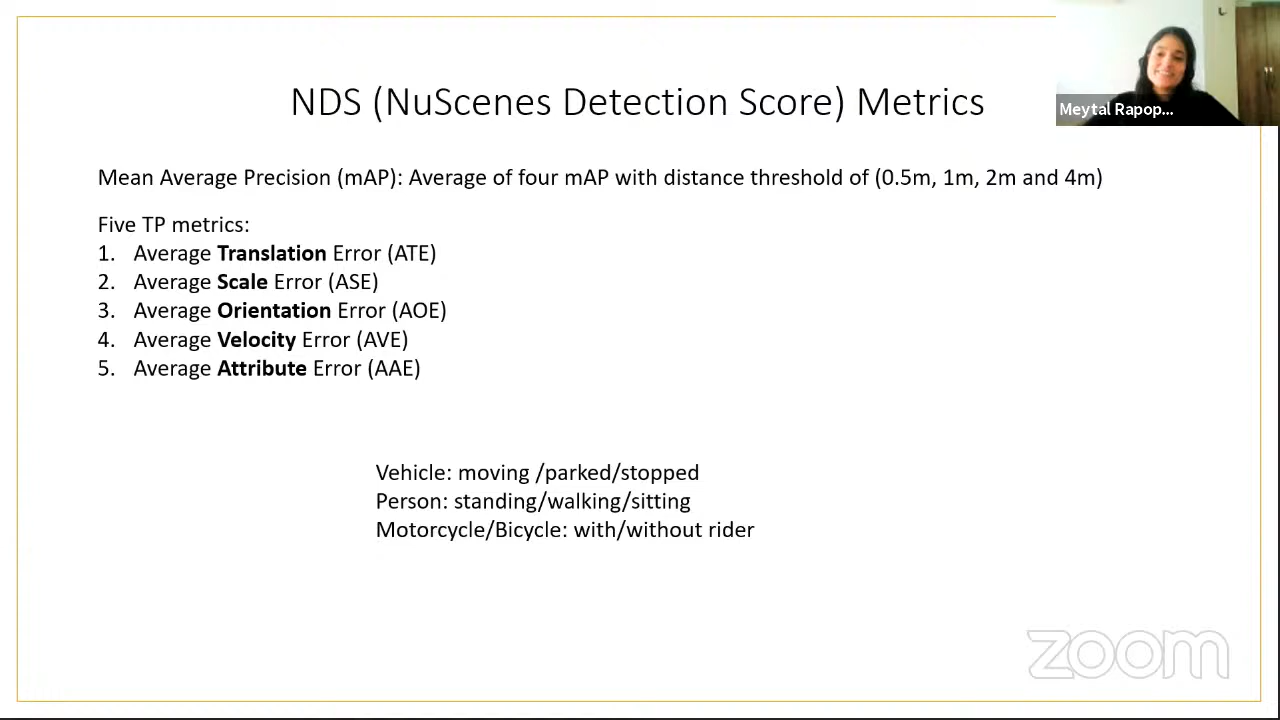 NDS (NuScenes Detection Score) Metrics
Meytal Rapop...
Mean Average Precision (mAP): Average of four mAP with distance threshold of (0.5m, 1m, 2m and 4m)
Five TP metrics:
1. Average Translation Error (ATE)
2. Average Scale Error (ASE)
3. Average Orientation Error (AOE)
4. Average Velocity Error (AVE)
5. Average Attribute Error (AAE)
Vehicle: moving /parked/stopped
Person: standing/walking/sitting
Motorcycle/Bicycle: with/without rider
zoom